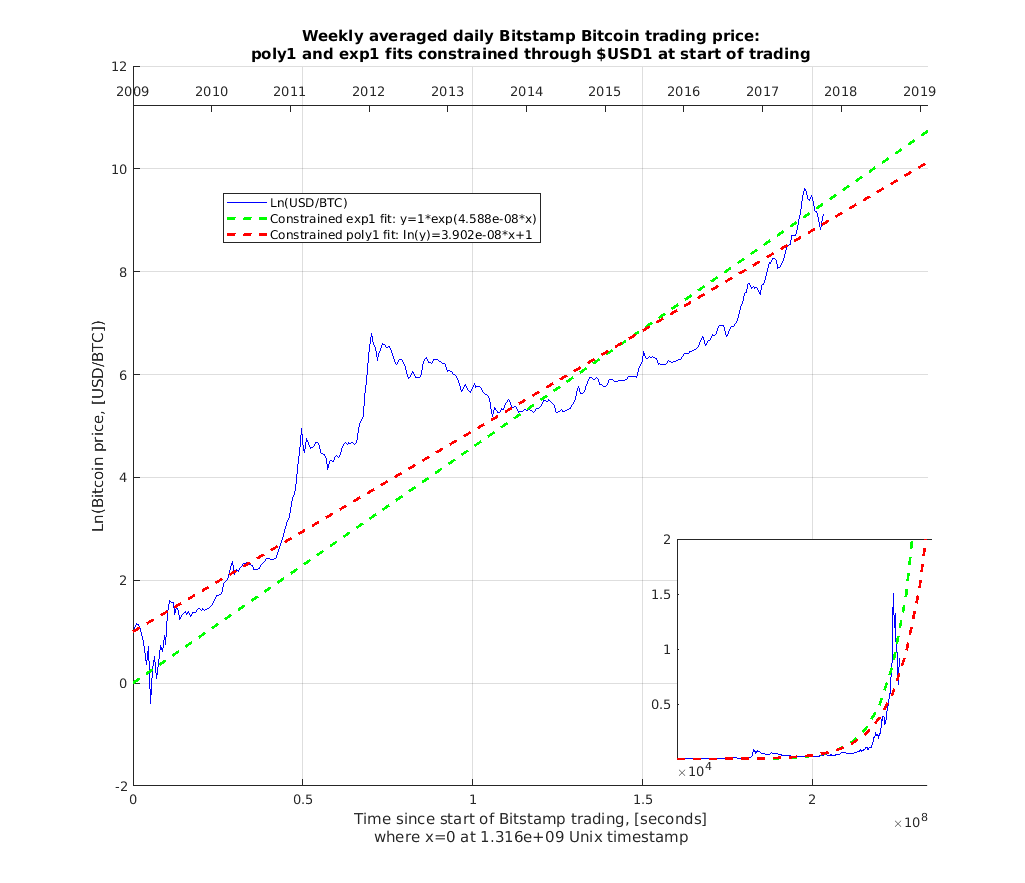 Weekly averaged daily Bitstamp Bitcoin trading price:
poly1 and exp1 fits constrained through $USD1 at start of trading
12
2009 2010 2011 2012 2013 2014 2015 2016 2017 2018 2019
10
Ln(USD/BTC)
Constrained exp1 fit: y=1*exp(4.588e-08*x)
Constrained poly1 fit: ln(y)=3.902e-08*x+1
8
6
4
2
0
-2
Ln(Bitcoin price, [USD/BTC])
2
1.5
1
0.5
×10^4
0 0.5 1 1.5 2
×10^8
Time since start of Bitstamp trading, [seconds]
where x=0 at 1.316e+09 Unix timestamp